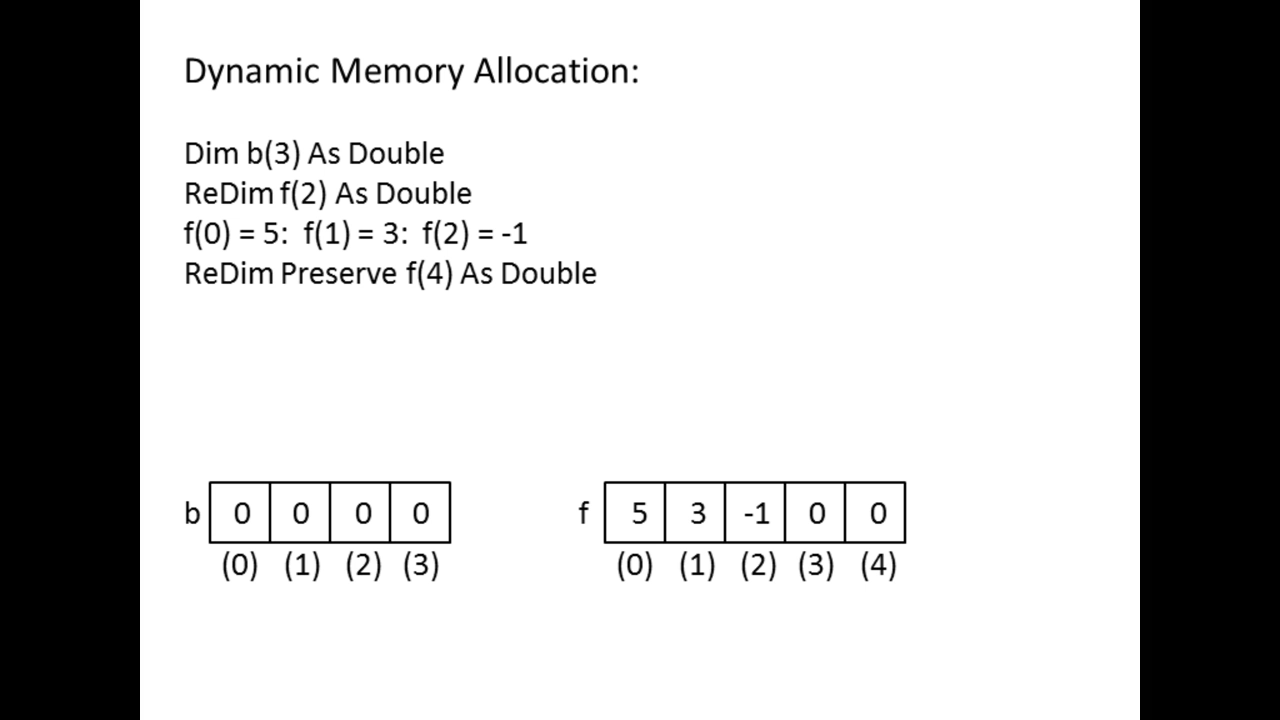 Dynamic Memory Allocation:
Dim b(3) As Double
ReDim f(2) As Double
f(0) = 5:  f(1) = 3:  f(2) = -1
ReDim Preserve f(4) As Double
b 0 0 0 0
(0) (1) (2) (3)
f 5 3 -1 0 0
(0) (1) (2) (3) (4)